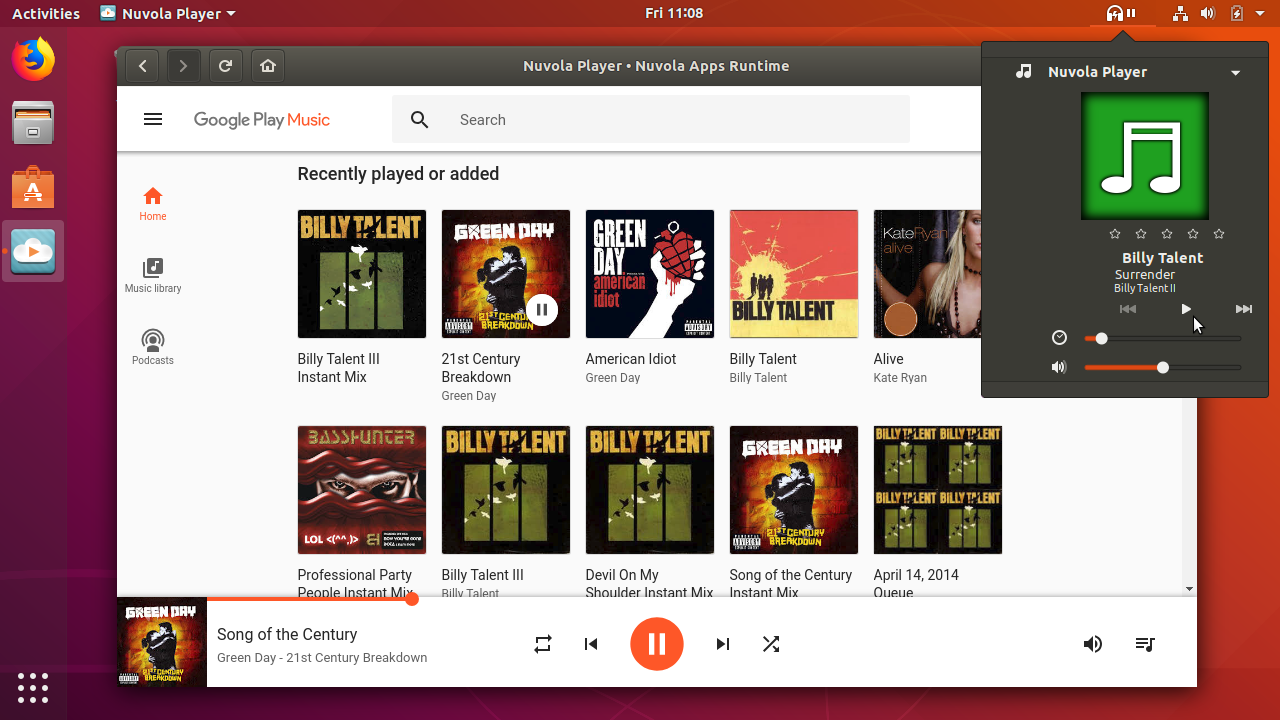 Activities
Nuvola Player
Fri 11:08
Nuvola Player • Nuvola Apps Runtime
Google Play Music
Search
Home
Music library
Podcasts
Recently played or added
BILLY TALENT
GREEN DAY
21ST CENTURY BREAKDOWN
GREEN DAY
american idiot
BILLY TALENT
KateRyan
alive
Billy Talent III
Instant Mix
21st Century
Breakdown
Green Day
American Idiot
Green Day
Billy Talent
Billy Talent
Alive
Kate Ryan
BASSHUNTER
LOL <(^^,)>
BILLY TALENT
BILLY TALENT
GREEN DAY
21ST CENTURY
BREAKDOWN
BILLY TALENT
BILLY TALENT
BILLY TALENT
BILLY TALENT
Professional Party
People Instant Mix
Billy Talent III
Billy Talent
Devil On My
Shoulder Instant Mix
Song of the Century
Instant Mix
April 14, 2014
Queue
GREEN DAY
21ST CENTURY
BREAKDOWN
Song of the Century
Green Day - 21st Century Breakdown
Nuvola Player
Billy Talent
Surrender
Billy Talent II